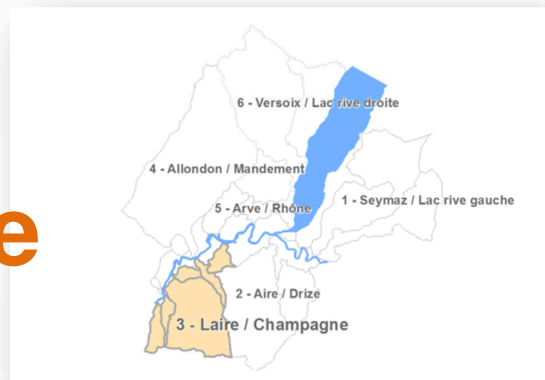 6 - Versoix / Lac rive droite
4 - Allondon / Mandement
1 - Seymaz / Lac rive gauche
5 - Arve / Rhône
e
2 - Aire / Drize
3 - Laire / Champagne